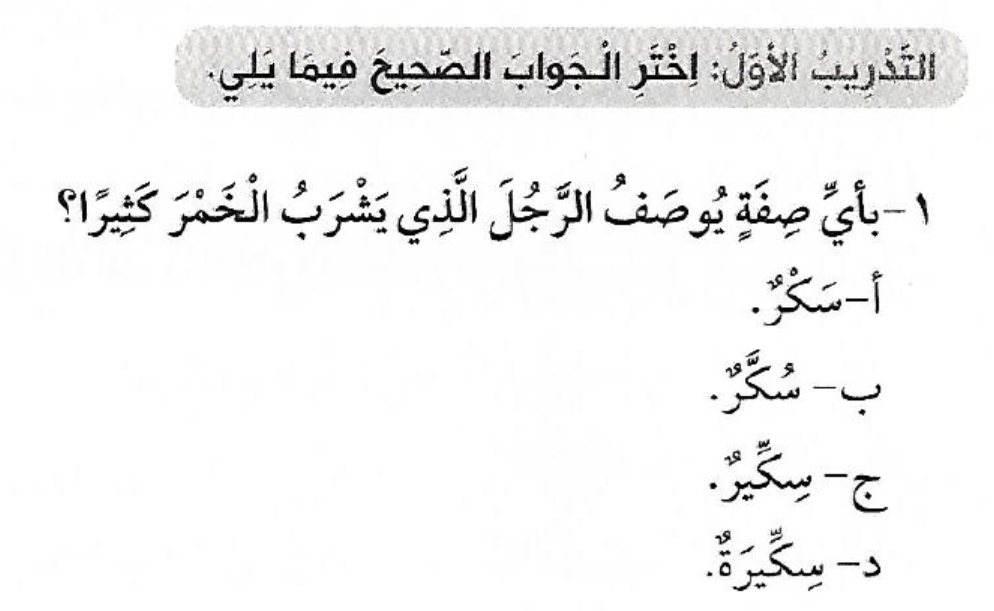 التَّدْرِيبُ الأَوَّلُ: اِخْتَرِ الْجَوابَ الصّحِيحَ فِيمَا يَلِي.
١-بأيِّ صِفَةٍ يُوصَفُ الرَّجُلَ الَّذِي يَشْرَبُ الْخَمْرَ كَثِيرًا؟
أ-سَكْرٌ.
ب- سُكَّرٌ.
ج- سِكِّيرٌ.
د- سِكِّيرَةٌ.